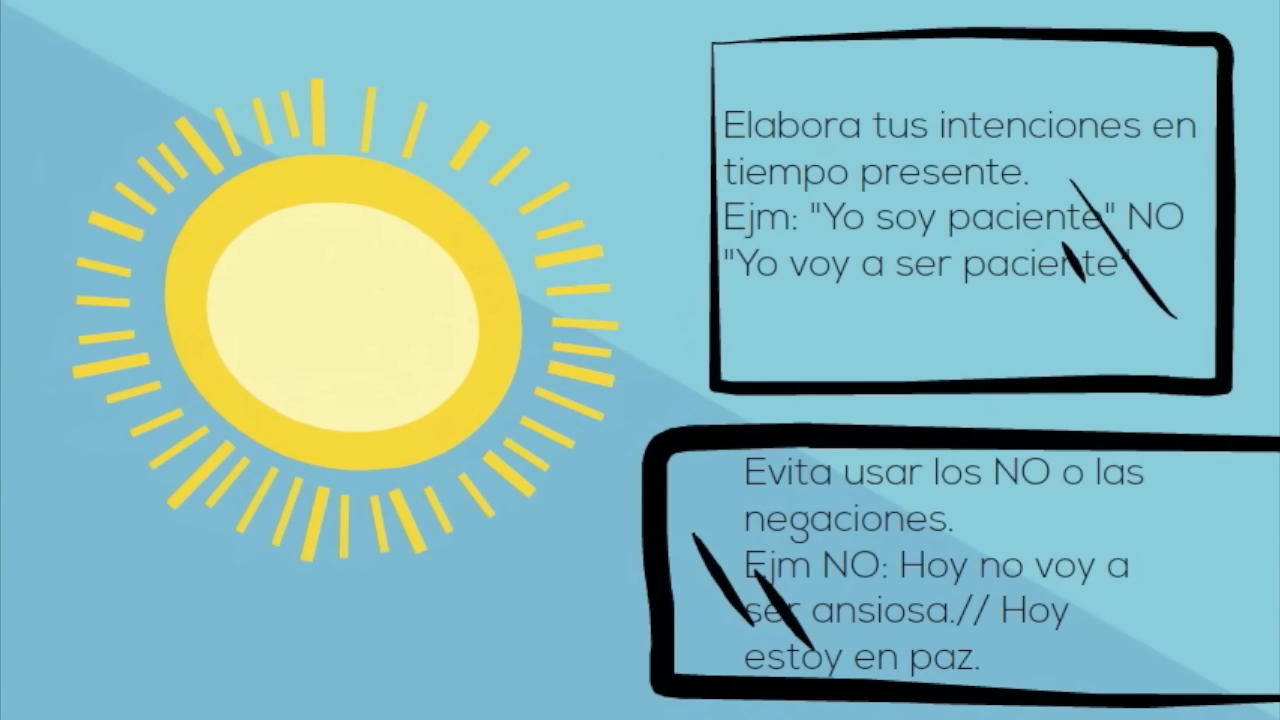 Elabora tus intenciones en
tiempo presente.
Ejm: "Yo soy paciente" NO
"Yo voy a ser paciente"
Evita usar los NO o las
negaciones.
Ejm NO: Hoy no voy a
ser ansiosa.// Hoy
estoy en paz.